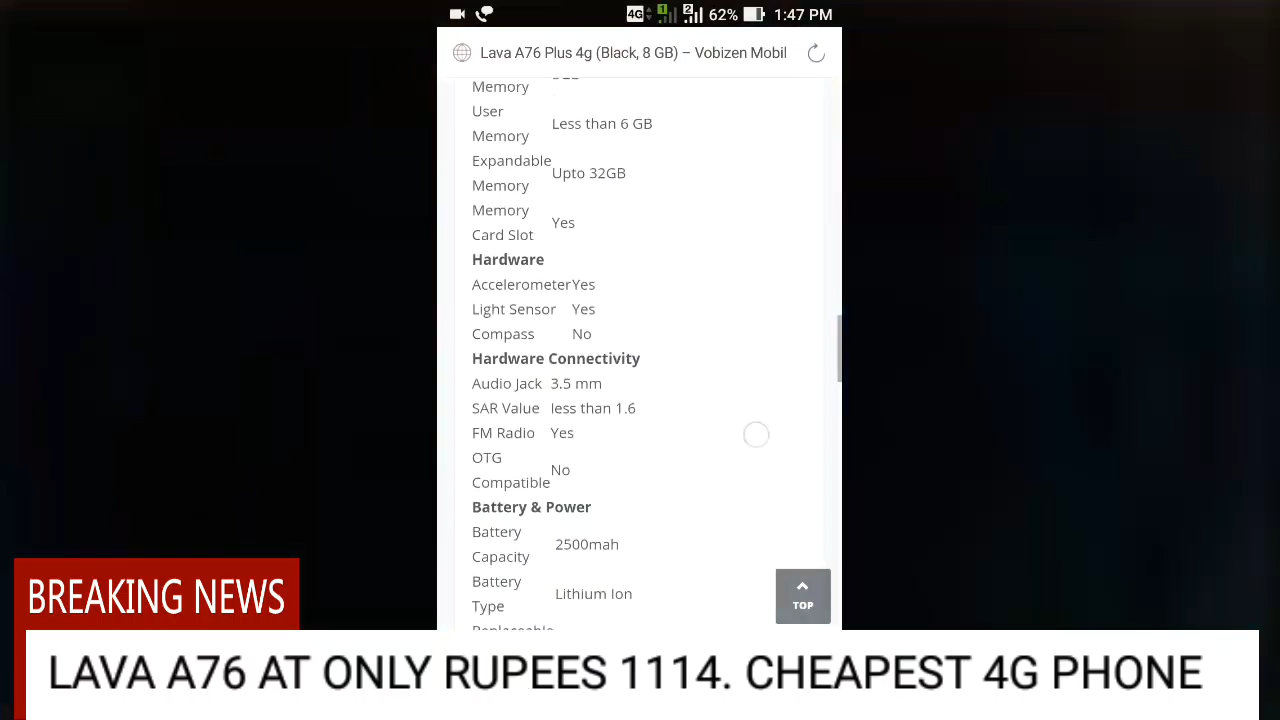 4G 1 2 62% 1:47 PM
Lava A76 Plus 4g (Black, 8 GB) – Vobizen Mobil
Memory
User Memory Less than 6 GB
Expandable Memory Upto 32GB
Memory Card Slot Yes
Hardware
Accelerometer Yes
Light Sensor Yes
Compass No
Hardware Connectivity
Audio Jack 3.5 mm
SAR Value less than 1.6
FM Radio Yes
OTG Compatible No
Battery & Power
Battery Capacity 2500mah
Battery Type Lithium Ion
TOP
BREAKING NEWS
LAVA A76 AT ONLY RUPEES 1114. CHEAPEST 4G PHONE